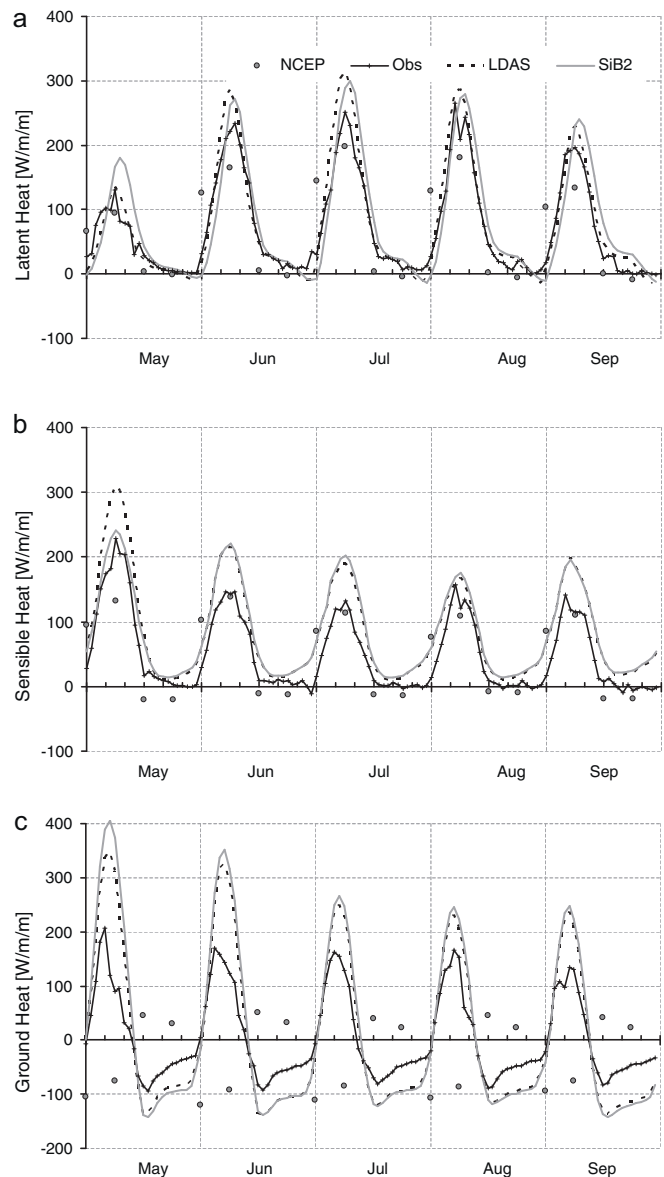 a
400
300
200
100
0
-100
Latent Heat [W/m/m]
NCEP Obs LDAS SiB2
May Jun Jul Aug Sep
b
400
300
200
100
0
-100
Sensible Heat [W/m/m]
May Jun Jul Aug Sep
c
400
300
200
100
0
-100
-200
Ground Heat [W/m/m]
May Jun Jul Aug Sep